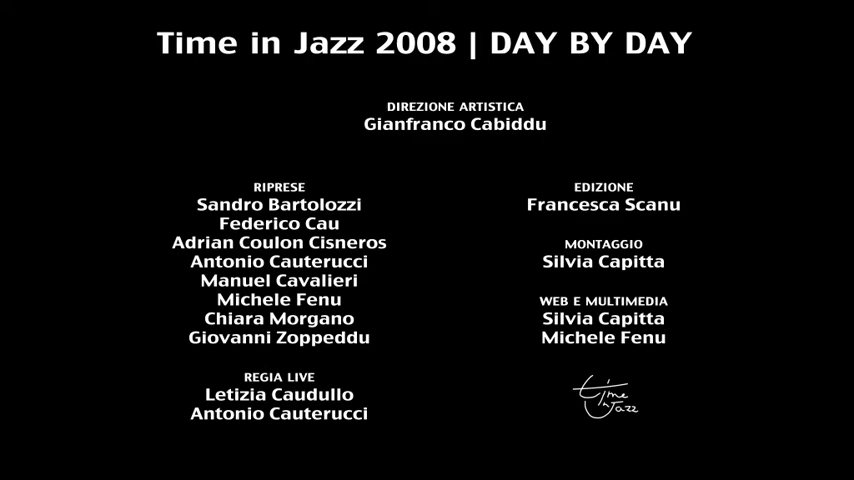 Time in Jazz 2008 | DAY BY DAY
DIREZIONE ARTISTICA
Gianfranco Cabiddu
RIPRESE
Sandro Bartolozzi
Federico Cau
Adrian Coulon Cisneros
Antonio Cauterucci
Manuel Cavalieri
Michele Fenu
Chiara Morgano
Giovanni Zoppeddu
REGIA LIVE
Letizia Caudullo
Antonio Cauterucci
EDIZIONE
Francesca Scanu
MONTAGGIO
Silvia Capitta
WEB E MULTIMEDIA
Silvia Capitta
Michele Fenu
time
in Jazz